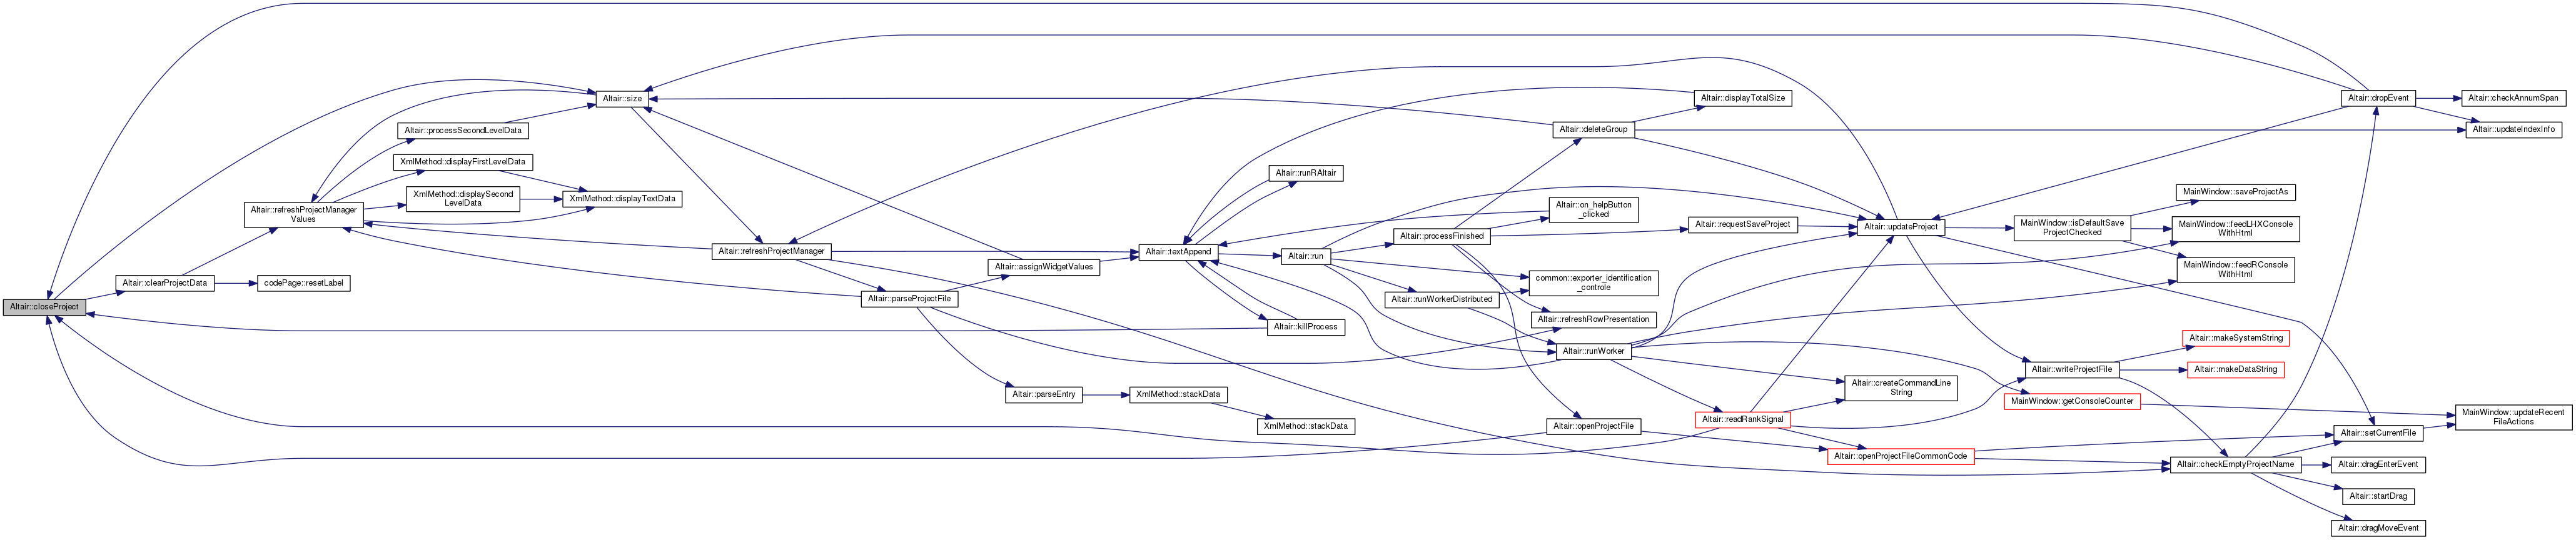 Altair::closeProject
Altair::clearProjectData
Altair::refreshProjectManager
Values
codePage::resetLabel
Altair::processSecondLevelData
XmlMethod::displayFirstLevelData
XmlMethod::displaySecond
LevelData
Altair::size
XmlMethod::displayTextData
Altair::refreshProjectManager
Altair::parseProjectFile
Altair::assignWidgetValues
Altair::parseEntry
Altair::textAppend
XmlMethod::stackData
Altair::runRAltair
Altair::run
Altair::killProcess
XmlMethod::stackData
Altair::processFinished
Altair::runWorkerDistributed
Altair::deleteGroup
Altair::on_helpButton
_clicked
common::exporter_identification
_controle
Altair::refreshRowPresentation
Altair::runWorker
Altair::openProjectFile
Altair::displayTotalSize
Altair::requestSaveProject
Altair::readRankSignal
Altair::updateProject
Altair::createCommandLine
String
Altair::openProjectFileCommonCode
MainWindow::isDefaultSave
ProjectChecked
Altair::writeProjectFile
MainWindow::getConsoleCounter
MainWindow::saveProjectAs
MainWindow::feedLHXConsole
WithHtml
MainWindow::feedRConsole
WithHtml
Altair::makeSystemString
Altair::makeDataString
Altair::checkEmptyProjectName
Altair::dropEvent
Altair::setCurrentFile
Altair::dragEnterEvent
Altair::startDrag
Altair::dragMoveEvent
Altair::checkAnnumSpan
Altair::updateIndexInfo
MainWindow::updateRecent
FileActions